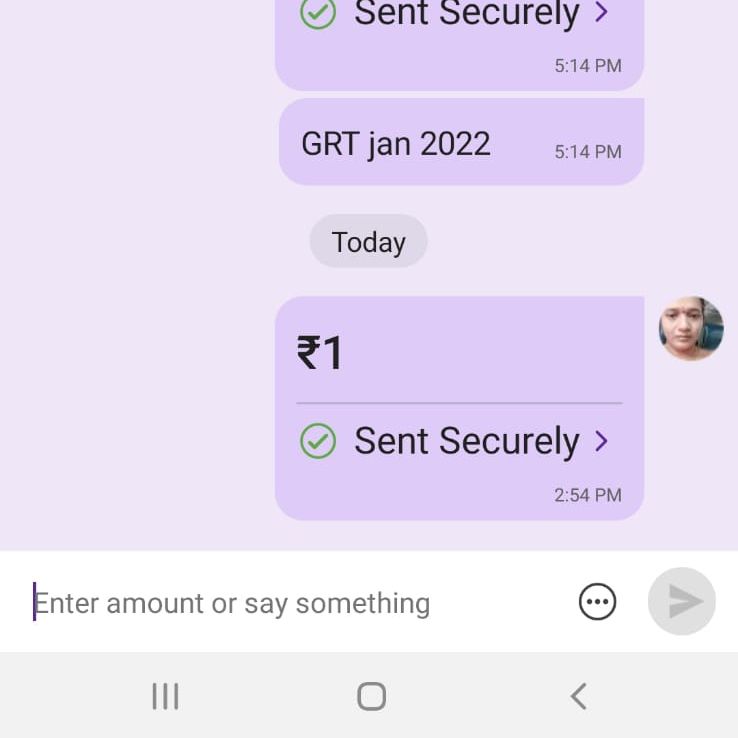 Sent Securely
5:14 PM
GRT jan 2022
5:14 PM
Today
₹1
Sent Securely
2:54 PM
Enter amount or say something